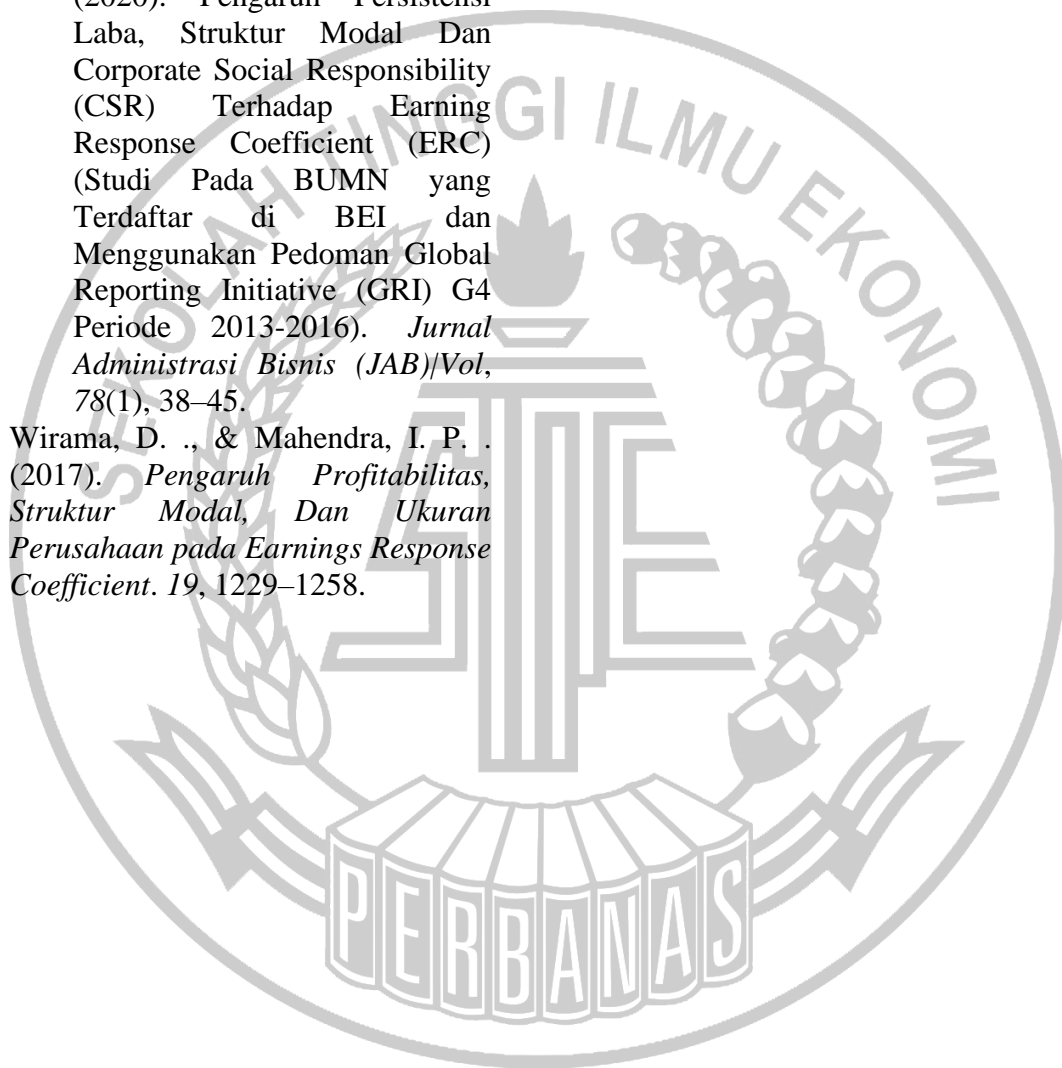 (2020). Pengaruh Persistensi
Laba, Struktur Modal Dan
Corporate Social Responsibility
(CSR) Terhadap Earning
Response Coefficient (ERC)
(Studi Pada BUMN yang
Terdaftar di BEI dan
Menggunakan Pedoman Global
Reporting Initiative (GRI) G4
Periode 2013-2016). Jurnal
Administrasi Bisnis (JAB)|Vol,
78(1), 38–45.
Wirama, D. ., & Mahendra, I. P. .
(2017). Pengaruh Profitabilitas,
Struktur Modal, Dan Ukuran
Perusahaan pada Earnings Response
Coefficient. 19, 1229–1258.
SEKOLAH TINGGI ILMU EKONOMI
PERBANAS